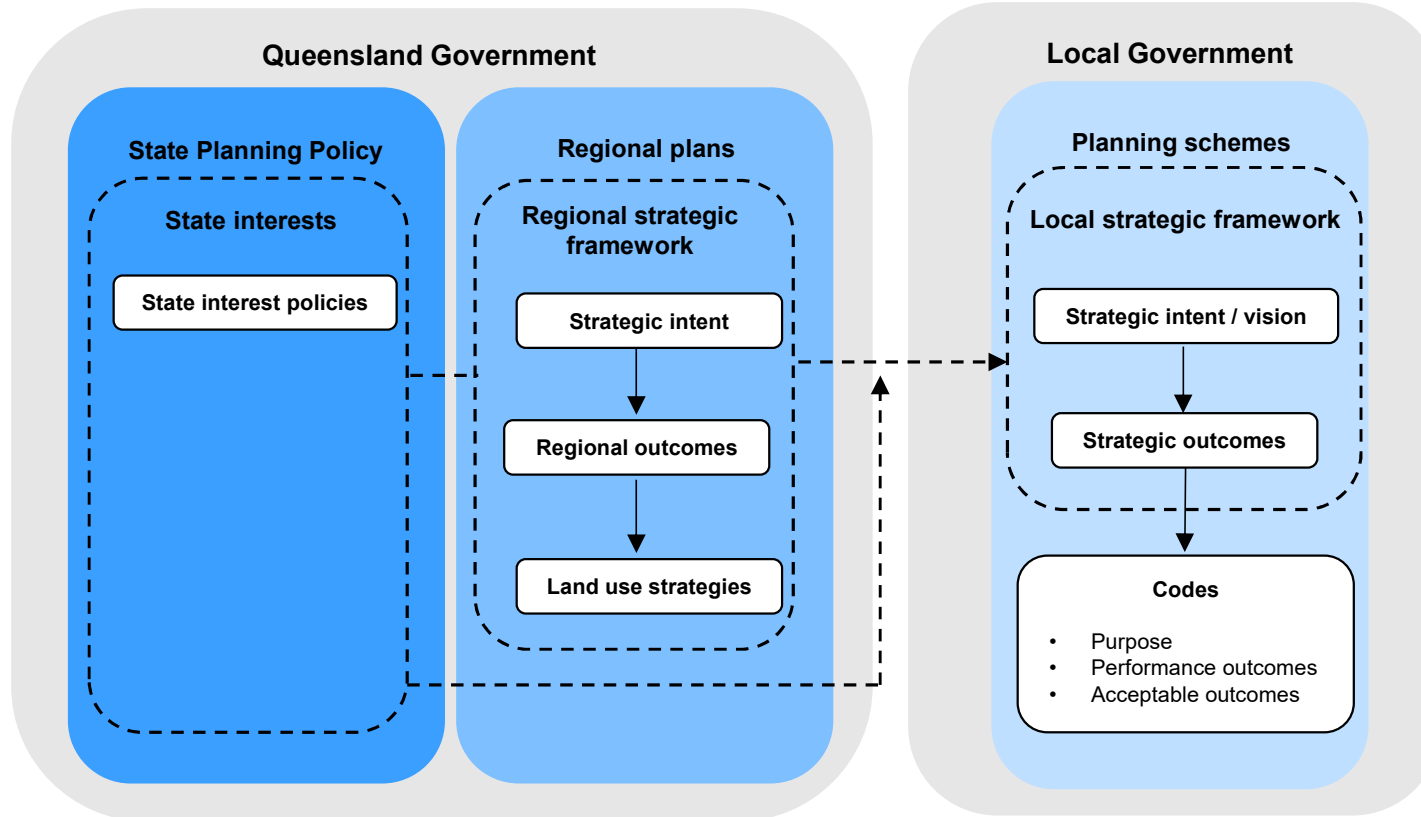 Queensland Government
State Planning Policy
State interests
State interest policies
Regional plans
Regional strategic
framework
Strategic intent
Regional outcomes
Land use strategies
Local Government
Planning schemes
Local strategic framework
Strategic intent / vision
Strategic outcomes
Codes
• Purpose
• Performance outcomes
• Acceptable outcomes